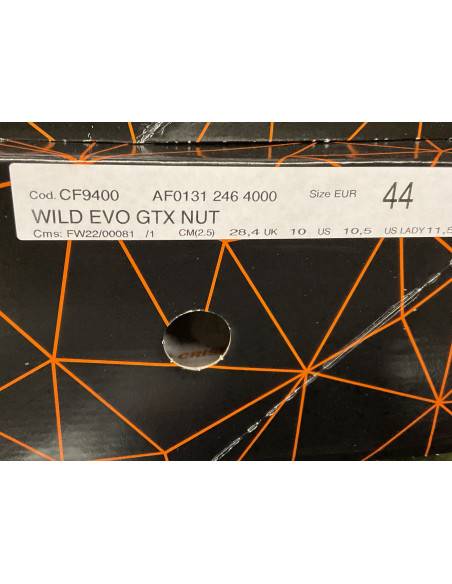 Cod. CF9400 AF0131 246 4000 Size EUR 44
WILD EVO GTX NUT
Cms: FW22/00081 /1 CM(2.5) 28,4 UK 10 US 10,5 US LADY 11,5
CRIS